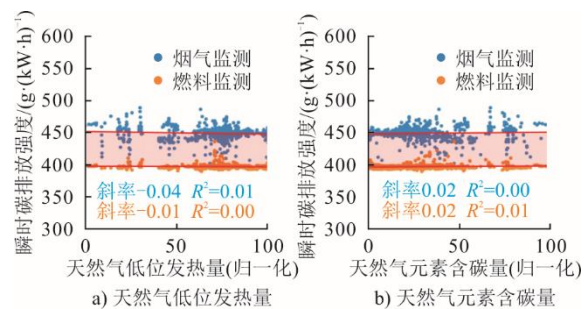 瞬时碳排放强度/(g·(kW·h)⁻¹
600
550
500
450
400
350
300
烟气监测
燃料监测
斜率-0.04 R²=0.01
斜率-0.01 R²=0.00
0
50
100
天然气低位发热量(归一化)
a) 天然气低位发热量
瞬时碳排放强度/(g·(kW·h)⁻¹
600
550
500
450
400
350
300
烟气监测
燃料监测
斜率0.02 R²=0.00
斜率0.02 R²=0.01
0
50
100
天然气元素含碳量(归一化)
b) 天然气元素含碳量